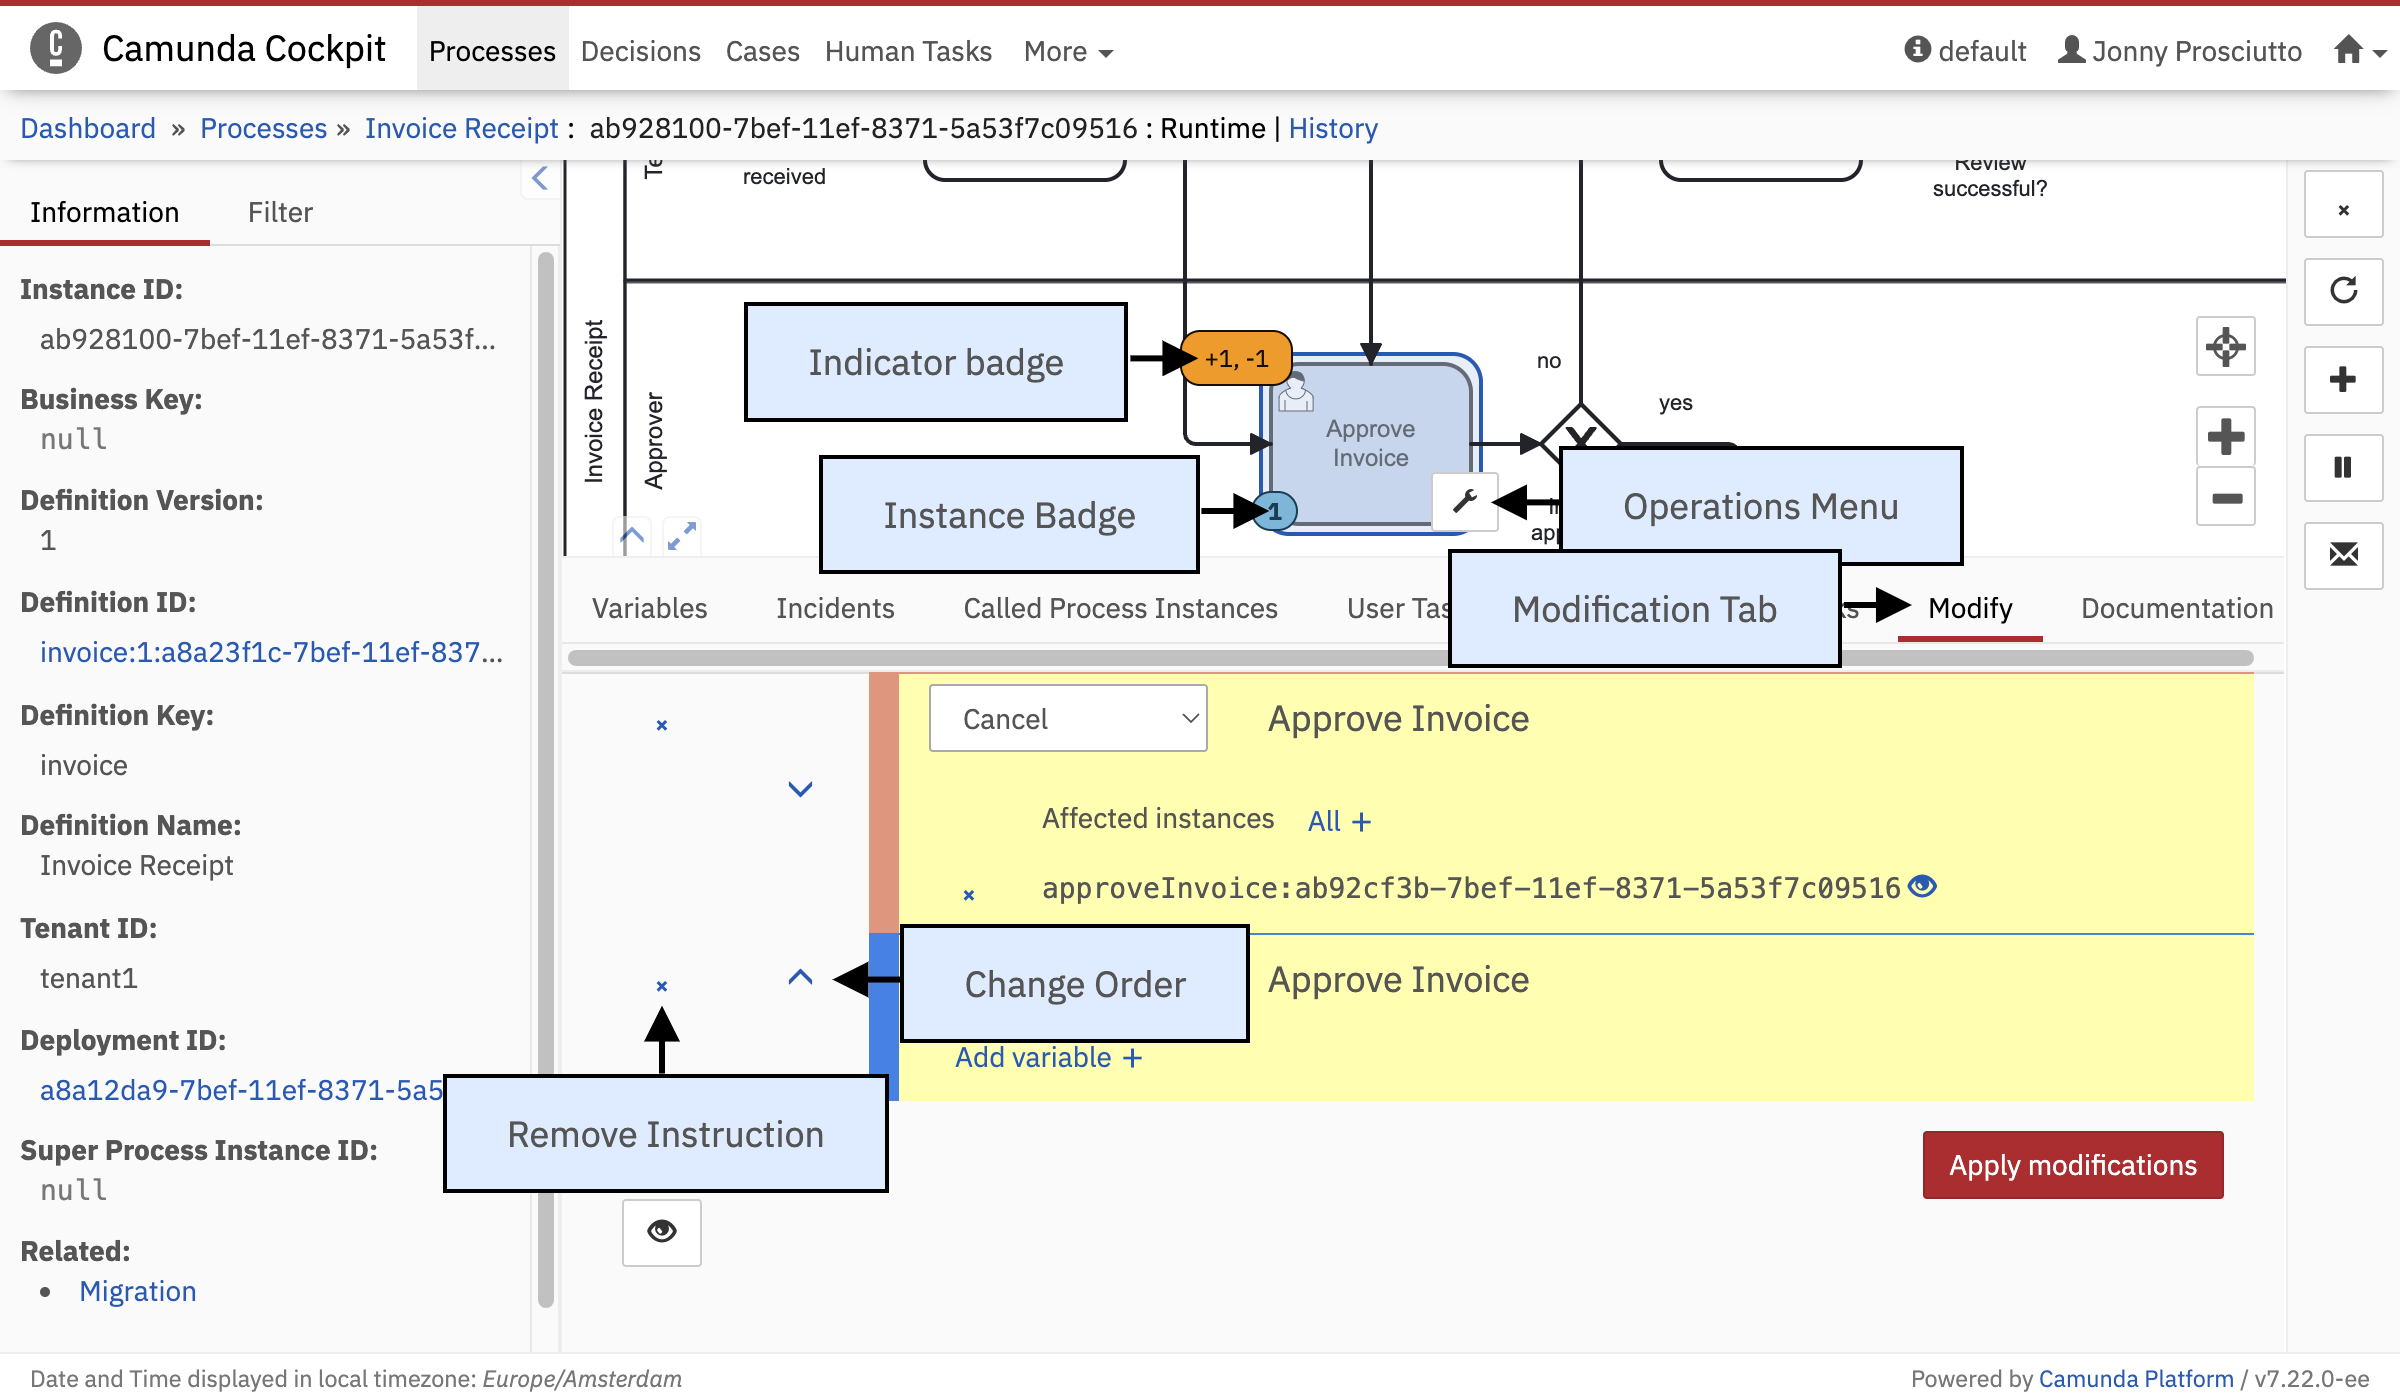 Camunda Cockpit Processes Decisions Cases Human Tasks More default Jonny Prosciutto
Dashboard » Processes » Invoice Receipt : ab928100-7bef-11ef-8371-5a53f7c09516 : Runtime | History
Information Filter
Instance ID:
ab928100-7bef-11ef-8371-5a53f...
Business Key:
null
Definition Version:
1
Definition ID:
invoice:1:a8a23f1c-7bef-11ef-837...
Definition Key:
invoice
Definition Name:
Invoice Receipt
Tenant ID:
tenant1
Deployment ID:
a8a12da9-7bef-11ef-8371-5a5
Super Process Instance ID:
null
Related:
• Migration
Invoice Receipt
Te
Approver
received
Review
successful?
Indicator badge
+1, -1
Approve
Invoice
no
yes
Instance Badge
1
Operations Menu
Modification Tab
Variables Incidents Called Process Instances User Tas Modify Documentation
Cancel Approve Invoice
Affected instances All +
approveInvoice:ab92cf3b-7bef-11ef-8371-5a53f7c09516
Change Order
Approve Invoice
Add variable +
Remove Instruction
Apply modifications
Date and Time displayed in local timezone: Europe/Amsterdam
Powered by Camunda Platform / v7.22.0-ee